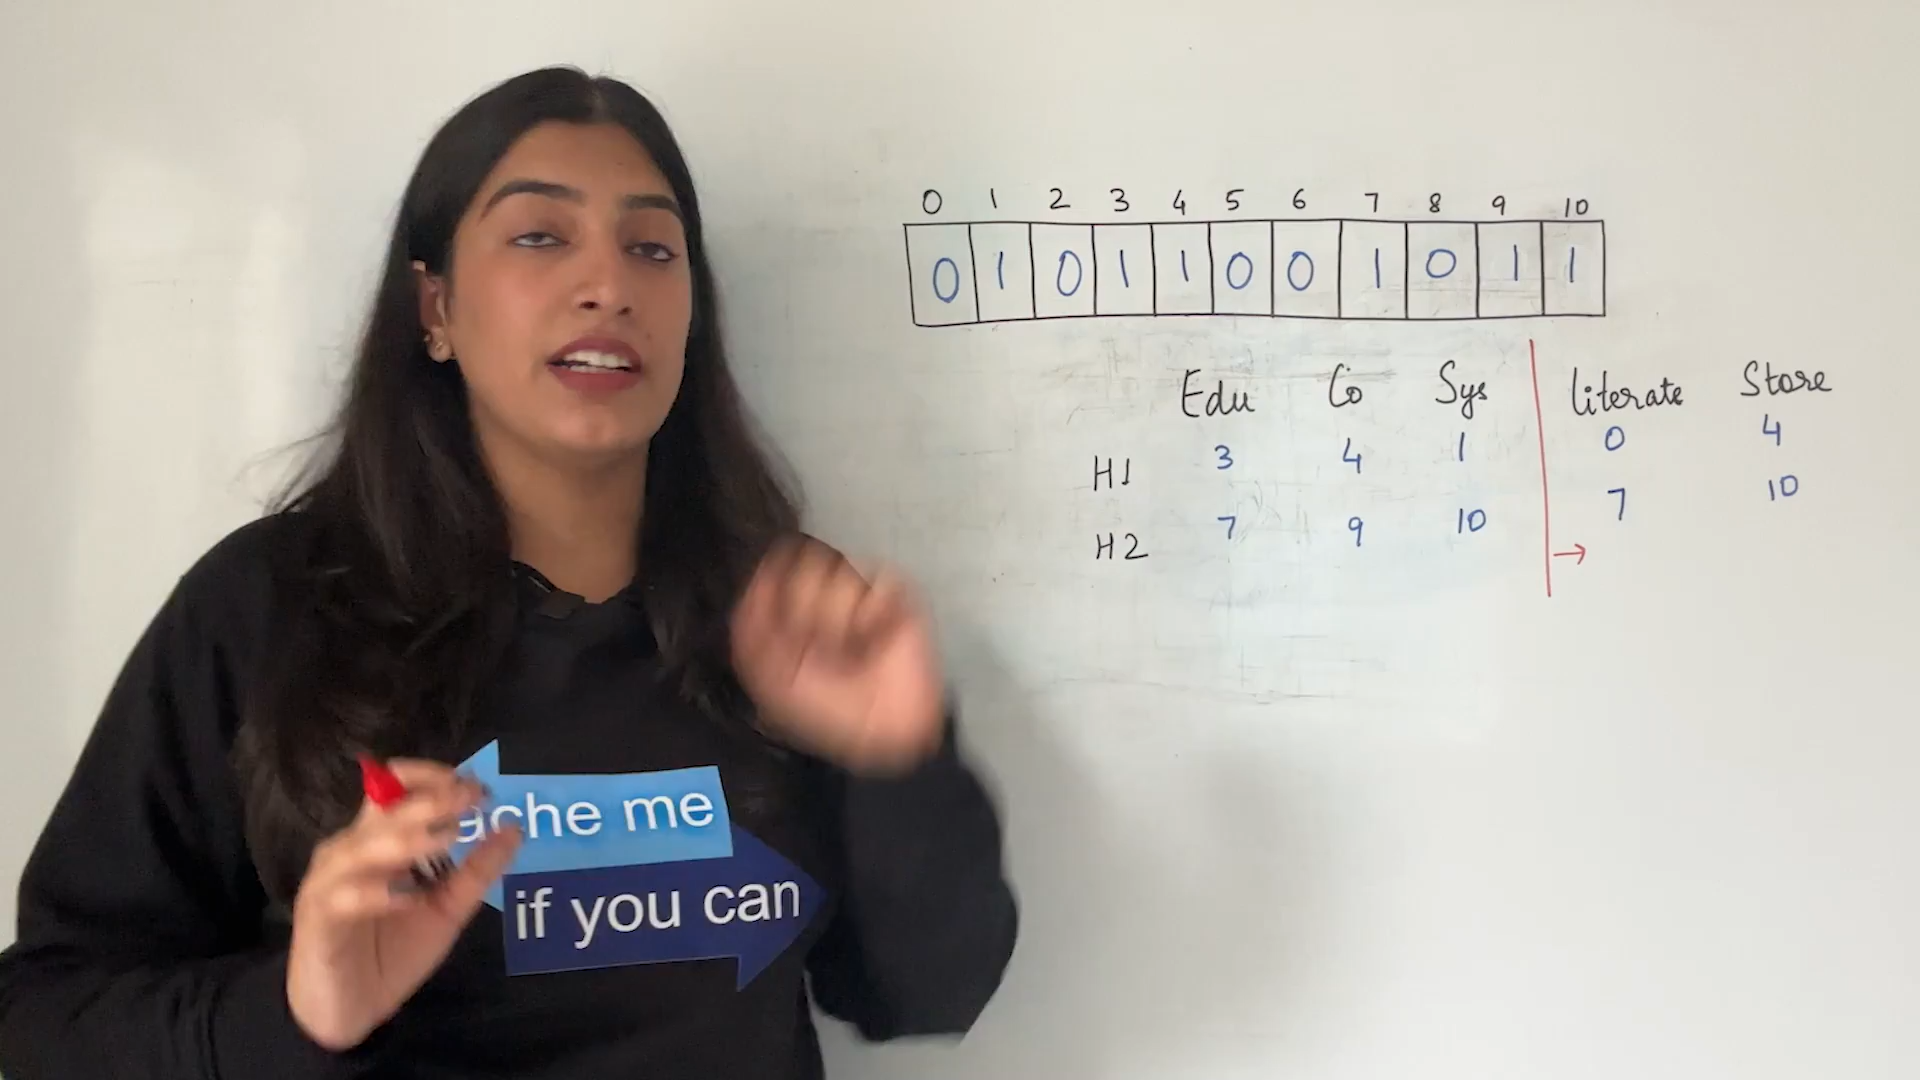 0 1 2 3 4 5 6 7 8 9 10
0 1 0 1 1 0 0 1 0 1 1
Edu Co Sys literate Store
H1 3 4 1 0 4
H2 7 9 10 7 10
→
ache me
if you can